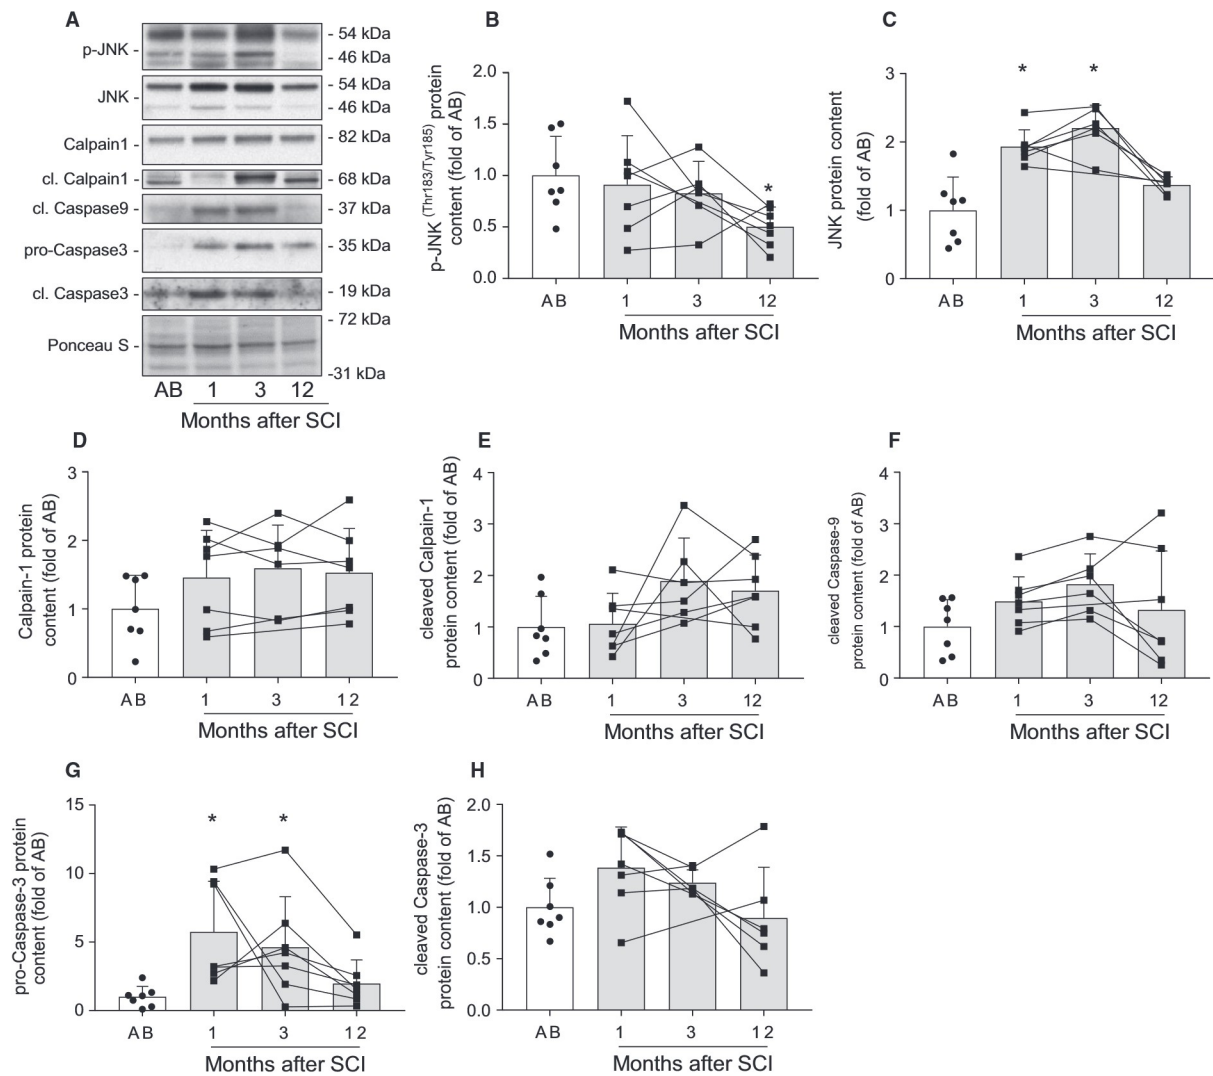 A
p-JNK -
- 54 kDa
- 46 kDa
JNK -
- 54 kDa
- 46 kDa
Calpain1 -
- 82 kDa
cl. Calpain1 -
- 68 kDa
cl. Caspase9 -
- 37 kDa
pro-Caspase3 -
- 35 kDa
cl. Caspase3 -
- 19 kDa
- 72 kDa
Ponceau S -
-31 kDa
AB 1 3 12
Months after SCI
B
p-JNK (Thr183/Tyr185) protein
content (fold of AB)
2.0
1.5
1.0
0.5
0.0
*
AB 1 3 12
Months after SCI
C
JNK protein content
(fold of AB)
3
2
1
0
* *
AB 1 3 12
Months after SCI
D
Calpain-1 protein
content (fold of AB)
3
2
1
0
AB 1 3 12
Months after SCI
E
cleaved Calpain-1
protein content (fold of AB)
4
3
2
1
0
AB 1 3 12
Months after SCI
F
cleaved Caspase-9
protein content (fold of AB)
4
3
2
1
0
AB 1 3 12
Months after SCI
G
pro-Caspase-3 protein
content (fold of AB)
15
10
5
0
* *
AB 1 3 12
Months after SCI
H
cleaved Caspase-3
protein content (fold of AB)
2.0
1.5
1.0
0.5
0.0
AB 1 3 12
Months after SCI